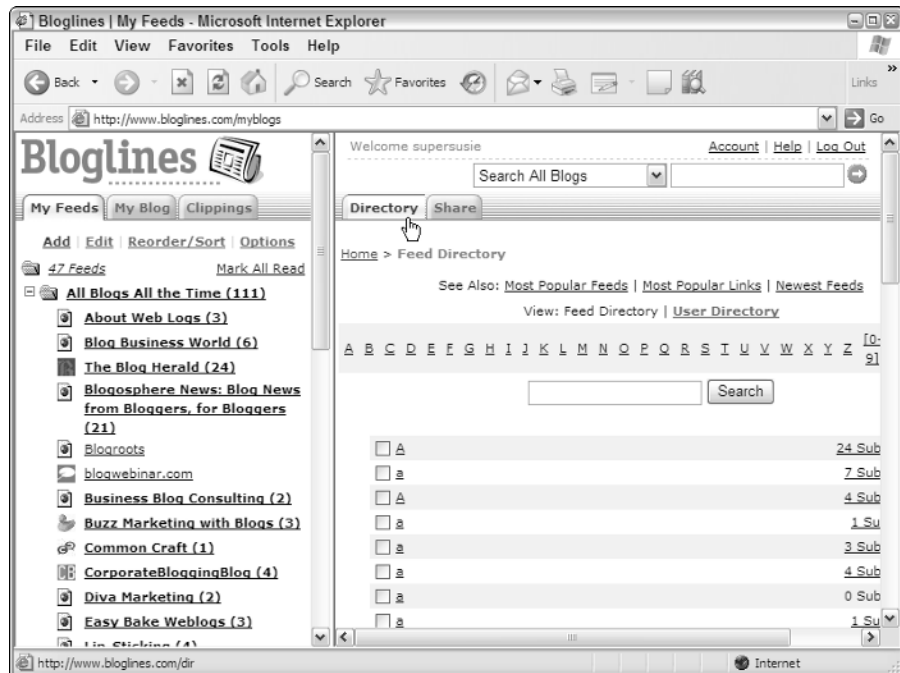 Bloglines | My Feeds - Microsoft Internet Explorer
File Edit View Favorites Tools Help
Back Search Favorites Links »
Address http://www.bloglines.com/myblogs Go
Bloglines
My Feeds My Blog Clippings
Add | Edit | Reorder/Sort | Options
47 Feeds Mark All Read
All Blogs All the Time (111)
About Web Logs (3)
Blog Business World (6)
The Blog Herald (24)
Blogosphere News: Blog News
from Bloggers, for Bloggers
(21)
Blogroots
blogwebinar.com
Business Blog Consulting (2)
Buzz Marketing with Blogs (3)
Common Craft (1)
CorporateBloggingBlog (4)
Diva Marketing (2)
Easy Bake Weblogs (3)
Lip-Sticking (4)
Welcome supersusie Account | Help | Log Out
Search All Blogs
Directory Share
Home > Feed Directory
See Also: Most Popular Feeds | Most Popular Links | Newest Feeds
View: Feed Directory | User Directory
A B C D E F G H I J K L M N O P Q R S T U V W X Y Z [0-
9]
Search
A 24 Sub
a 7 Sub
A 4 Sub
a 1 Su
a 3 Sub
a 4 Sub
a 0 Sub
a 1 Su
http://www.bloglines.com/dir Internet